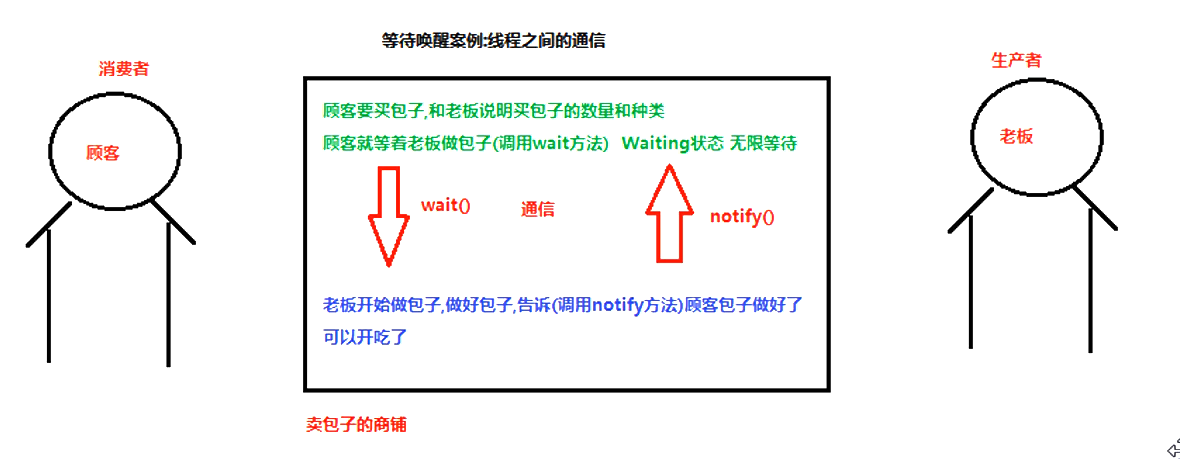 等待唤醒案例:线程之间的通信
消费者
生产者
顾客
老板
顾客要买包子,和老板说明买包子的数量和种类
顾客就等着老板做包子(调用wait方法) Waiting状态 无限等待
wait()
通信
notify()
老板开始做包子,做好包子,告诉(调用notify方法)顾客包子做好了
可以开吃了
卖包子的商铺